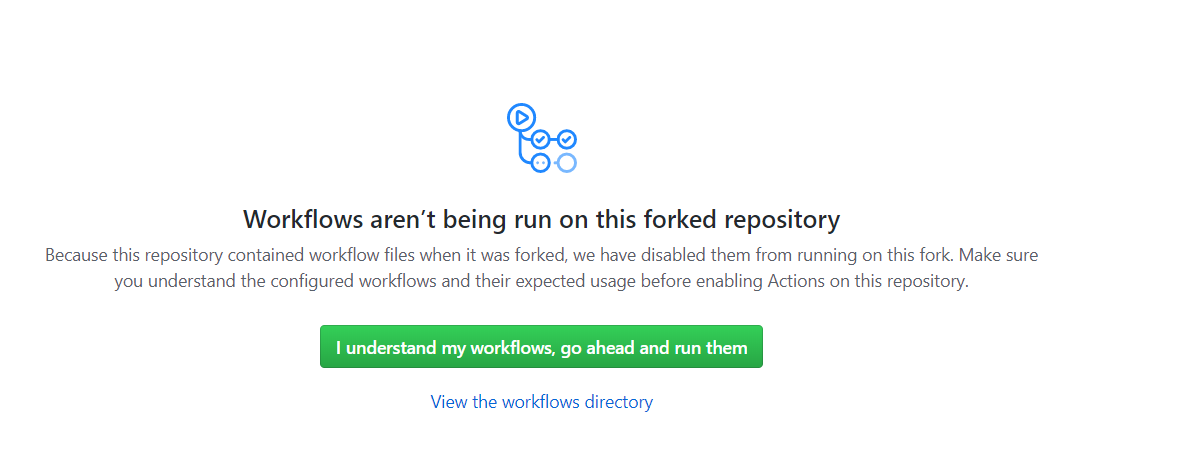 Workflows aren’t being run on this forked repository
Because this repository contained workflow files when it was forked, we have disabled them from running on this fork. Make sure
you understand the configured workflows and their expected usage before enabling Actions on this repository.
I understand my workflows, go ahead and run them
View the workflows directory